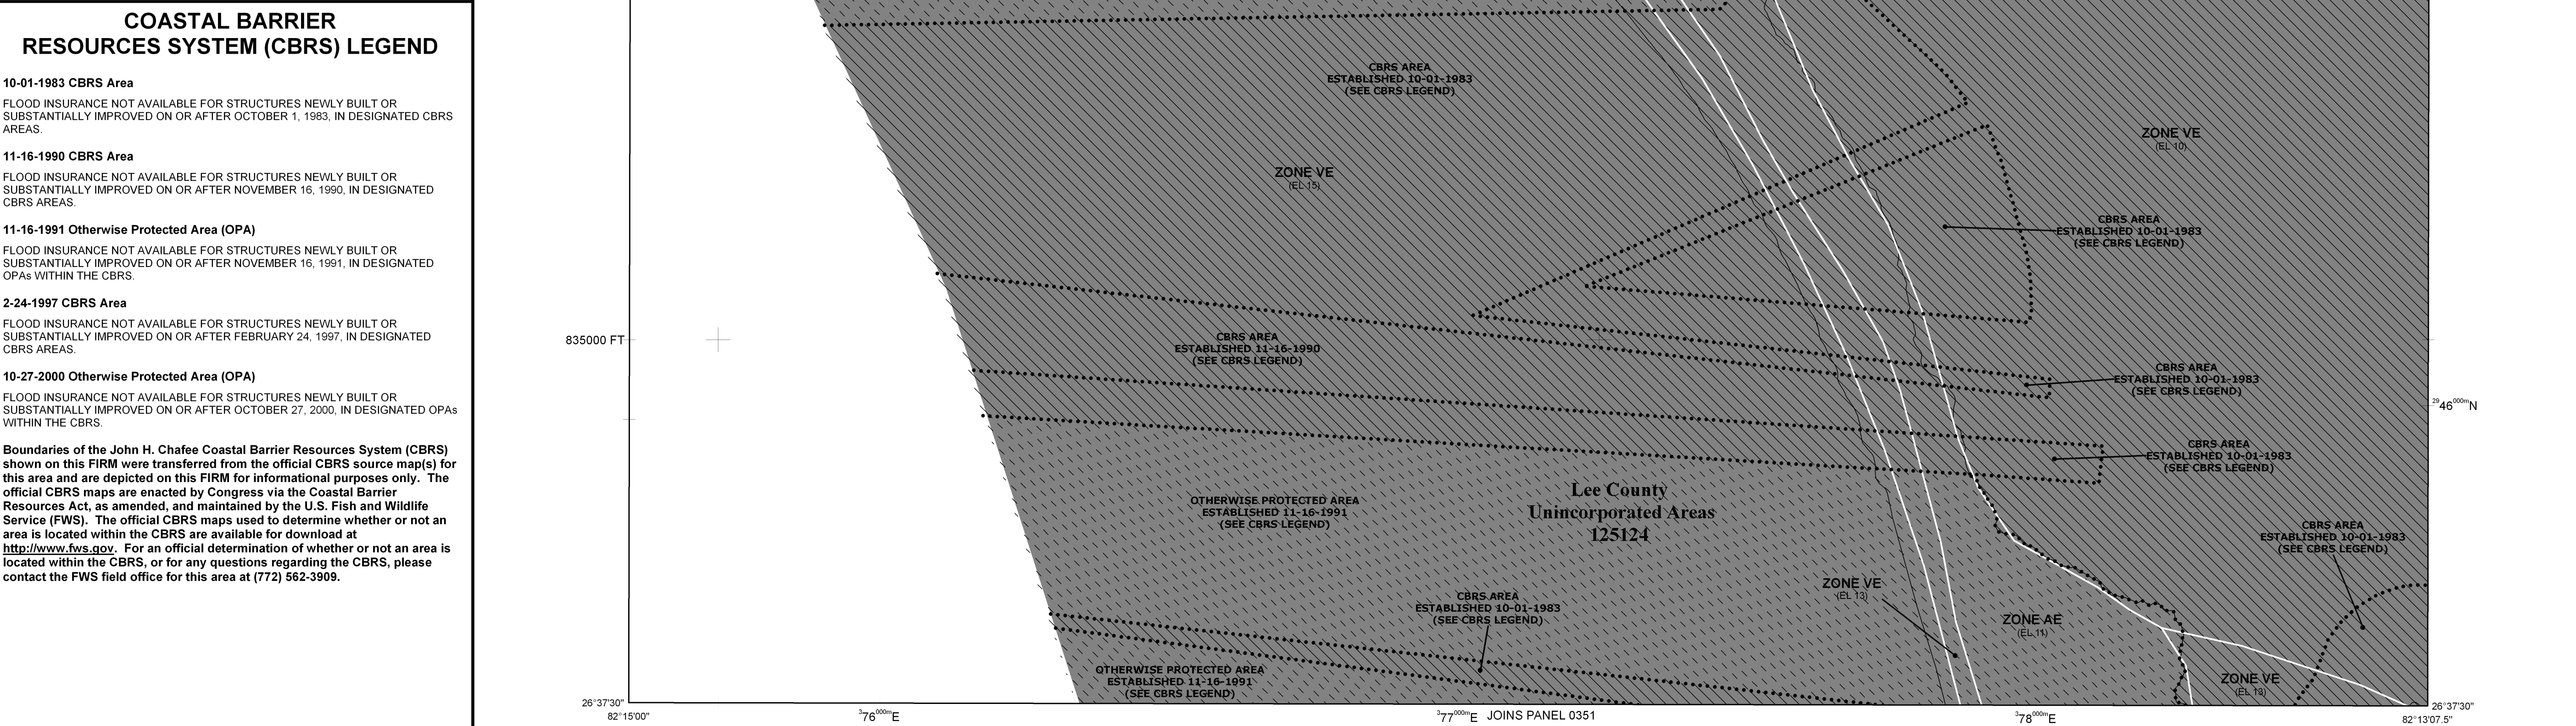 COASTAL BARRIER
RESOURCES SYSTEM (CBRS) LEGEND
10-01-1983 CBRS Area
FLOOD INSURANCE NOT AVAILABLE FOR STRUCTURES NEWLY BUILT OR
SUBSTANTIALLY IMPROVED ON OR AFTER OCTOBER 1, 1983, IN DESIGNATED CBRS
AREAS.
11-16-1990 CBRS Area
FLOOD INSURANCE NOT AVAILABLE FOR STRUCTURES NEWLY BUILT OR
SUBSTANTIALLY IMPROVED ON OR AFTER NOVEMBER 16, 1990, IN DESIGNATED
CBRS AREAS.
11-16-1991 Otherwise Protected Area (OPA)
FLOOD INSURANCE NOT AVAILABLE FOR STRUCTURES NEWLY BUILT OR
SUBSTANTIALLY IMPROVED ON OR AFTER NOVEMBER 16, 1991, IN DESIGNATED
OPAs WITHIN THE CBRS.
2-24-1997 CBRS Area
FLOOD INSURANCE NOT AVAILABLE FOR STRUCTURES NEWLY BUILT OR
SUBSTANTIALLY IMPROVED ON OR AFTER FEBRUARY 24, 1997, IN DESIGNATED
CBRS AREAS.
10-27-2000 Otherwise Protected Area (OPA)
FLOOD INSURANCE NOT AVAILABLE FOR STRUCTURES NEWLY BUILT OR
SUBSTANTIALLY IMPROVED ON OR AFTER OCTOBER 27, 2000, IN DESIGNATED OPAs
WITHIN THE CBRS.
Boundaries of the John H. Chafee Coastal Barrier Resources System (CBRS)
shown on this FIRM were transferred from the official CBRS source map(s) for
this area and are depicted on this FIRM for informational purposes only. The
official CBRS maps are enacted by Congress via the Coastal Barrier
Resources Act, as amended, and maintained by the U.S. Fish and Wildlife
Service (FWS). The official CBRS maps used to determine whether or not an
area is located within the CBRS are available for download at
http://www.fws.gov. For an official determination of whether or not an area is
located within the CBRS, or for any questions regarding the CBRS, please
contact the FWS field office for this area at (772) 562-3909.
CBRS AREA
ESTABLISHED 10-01-1983
(SEE CBRS LEGEND)
ZONE VE
(EL 10)
ZONE VE
(EL 15)
CBRS AREA
ESTABLISHED 10-01-1983
(SEE CBRS LEGEND)
835000 FT
CBRS AREA
ESTABLISHED 11-16-1990
(SEE CBRS LEGEND)
CBRS AREA
ESTABLISHED 10-01-1983
(SEE CBRS LEGEND)
2946000mN
CBRS AREA
ESTABLISHED 10-01-1983
(SEE CBRS LEGEND)
OTHERWISE PROTECTED AREA
ESTABLISHED 11-16-1991
(SEE CBRS LEGEND)
Lee County
Unincorporated Areas
125124
CBRS AREA
ESTABLISHED 10-01-1983
(SEE CBRS LEGEND)
ZONE VE
(EL 13)
CBRS AREA
ESTABLISHED 10-01-1983
(SEE CBRS LEGEND)
ZONE AE
(EL 11)
OTHERWISE PROTECTED AREA
ESTABLISHED 11-16-1991
(SEE CBRS LEGEND)
ZONE VE
(EL 13)
26°37'30"
26°37'30"
82°15'00"
376000mE
377000mE
JOINS PANEL 0351
378000mE
82°13'07.5"